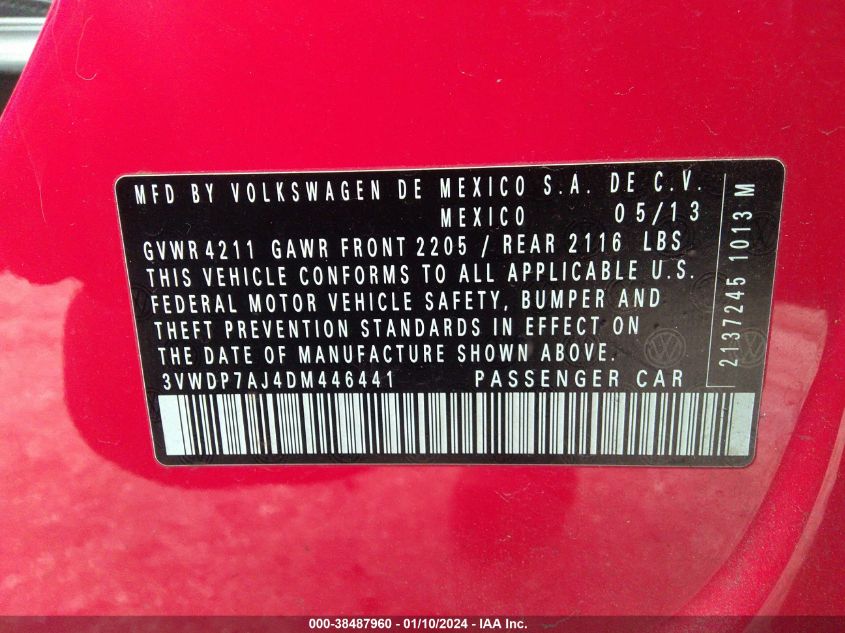 MFD BY VOLKSWAGEN DE MEXICO S.A. DE C.V.
MEXICO 05/13
GVWR 4211 GAWR FRONT 2205 / REAR 2116 LBS
THIS VEHICLE CONFORMS TO ALL APPLICABLE U.S.
FEDERAL MOTOR VEHICLE SAFETY, BUMPER AND
THEFT PREVENTION STANDARDS IN EFFECT ON
THE DATE OF MANUFACTURE SHOWN ABOVE.
3VWDP7AJ4DM446441 PASSENGER CAR
2137245 1013 M
000-38487960 - 01/10/2024 - IAA Inc.